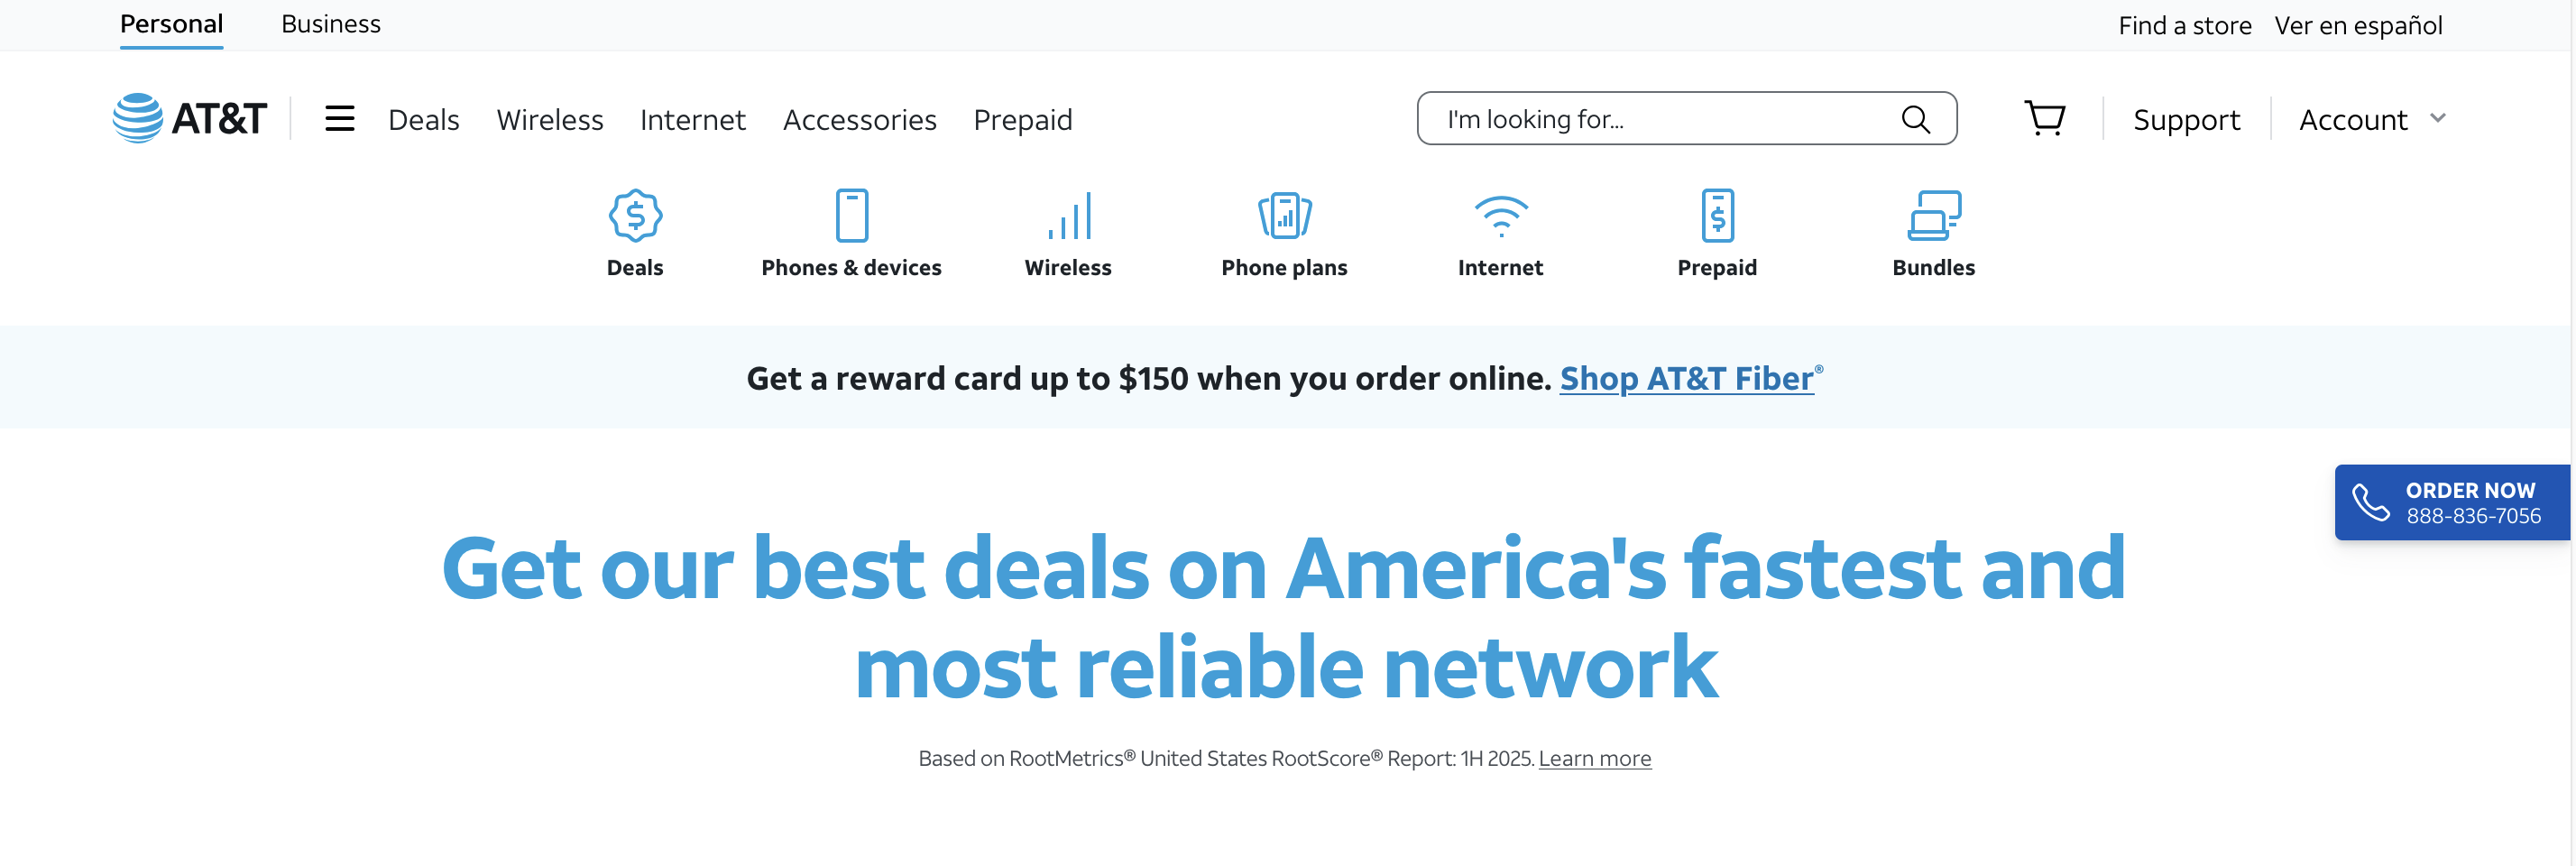 Personal Business Find a store Ver en español
AT&T Deals Wireless Internet Accessories Prepaid I'm looking for... Support Account
$ $
Deals Phones & devices Wireless Phone plans Internet Prepaid Bundles
Get a reward card up to $150 when you order online. Shop AT&T Fiber®
ORDER NOW
888-836-7056
Get our best deals on America's fastest and
most reliable network
Based on RootMetrics® United States RootScore® Report: 1H 2025. Learn more